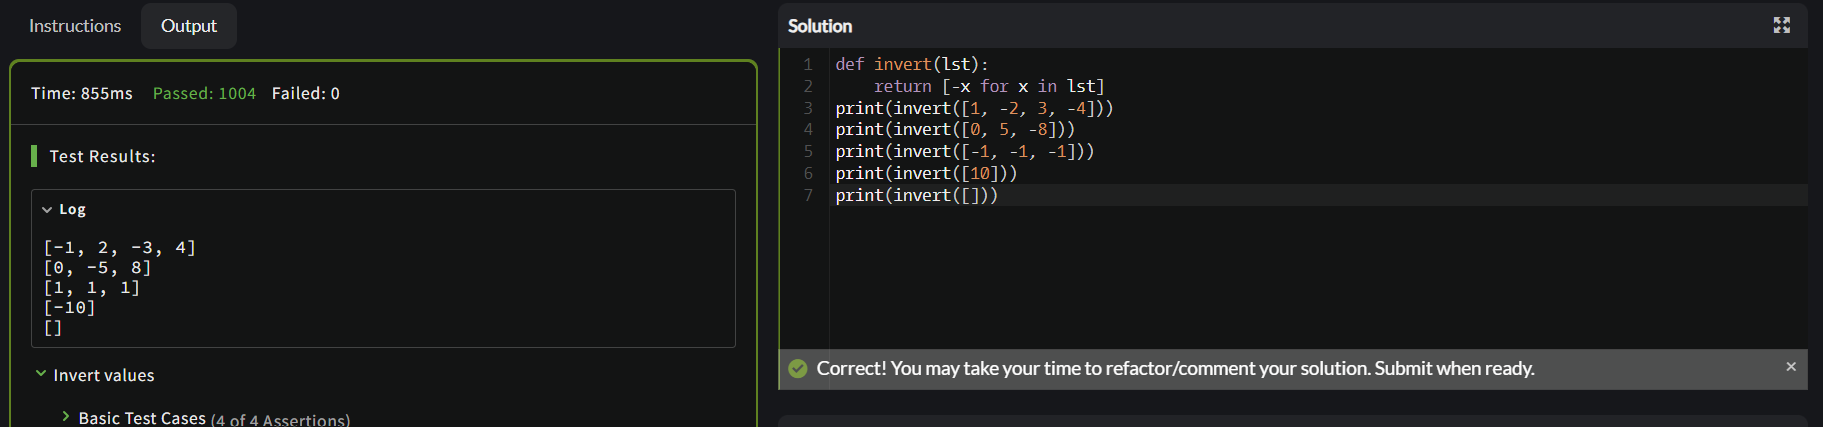 Instructions
Output
Time: 855ms Passed: 1004 Failed: 0
Test Results:
Log
[-1, 2, -3, 4]
[0, -5, 8]
[1, 1, 1]
[-10]
[]
Invert values
Basic Test Cases (4 of 4 Assertions)
Solution
1 def invert(lst):
2     return [-x for x in lst]
3 print(invert([1, -2, 3, -4]))
4 print(invert([0, 5, -8]))
5 print(invert([-1, -1, -1]))
6 print(invert([10]))
7 print(invert([]))
Correct! You may take your time to refactor/comment your solution. Submit when ready.